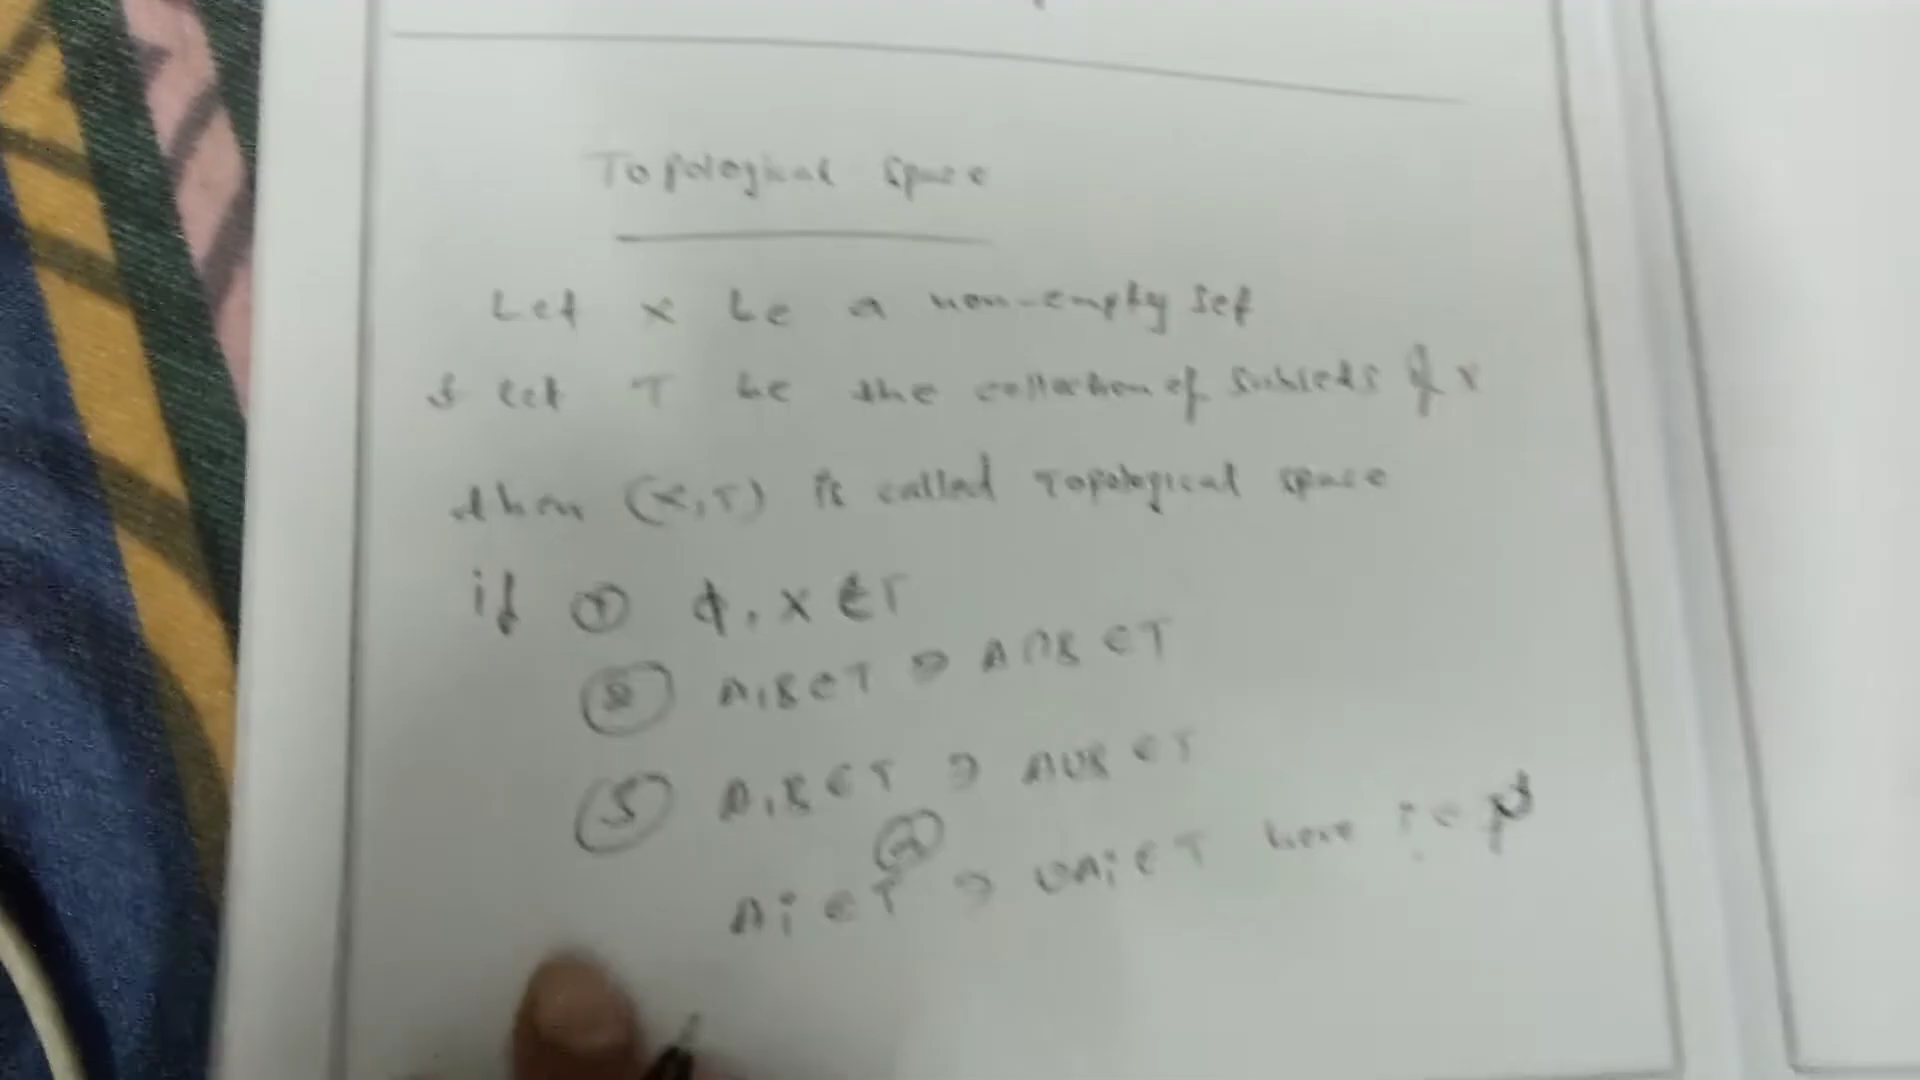 Topological space
Let x be a non-empty set
& let T be the collection of subsets of x
then (x,T) is called Topological space
if ① ϕ, x ∈ T
② A,B ∈ T ⇒ A∩B ∈ T
③ A,B ∈ T ⇒ A∪B ∈ T
Ai ∈ T ⇒ ∪Ai ∈ T here i ∈